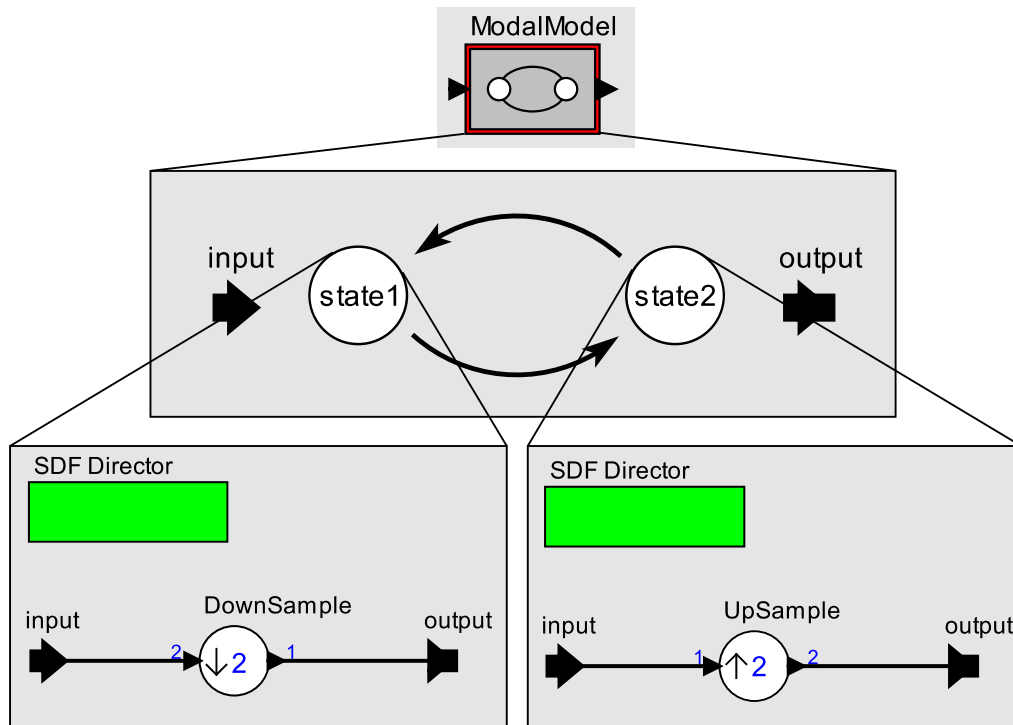 ModalModel
input
output
state1
state2
SDF Director
SDF Director
DownSample
UpSample
input
output
input
output
2
↓2
1
1
↑2
2